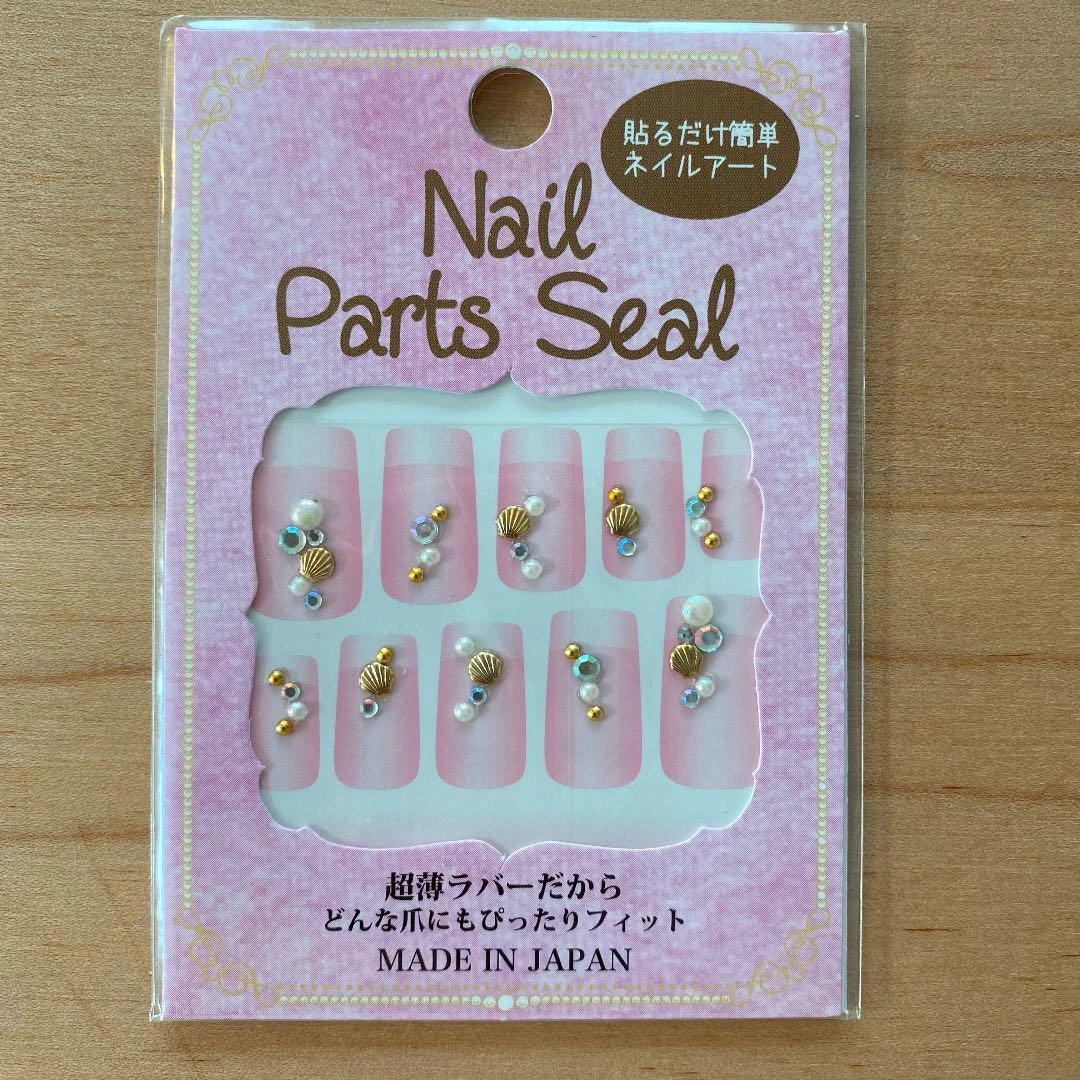 貼るだけ簡単
ネイルアート
Nail
Parts Seal
超薄ラバーだから
どんな爪にもぴったりフィット
MADE IN JAPAN